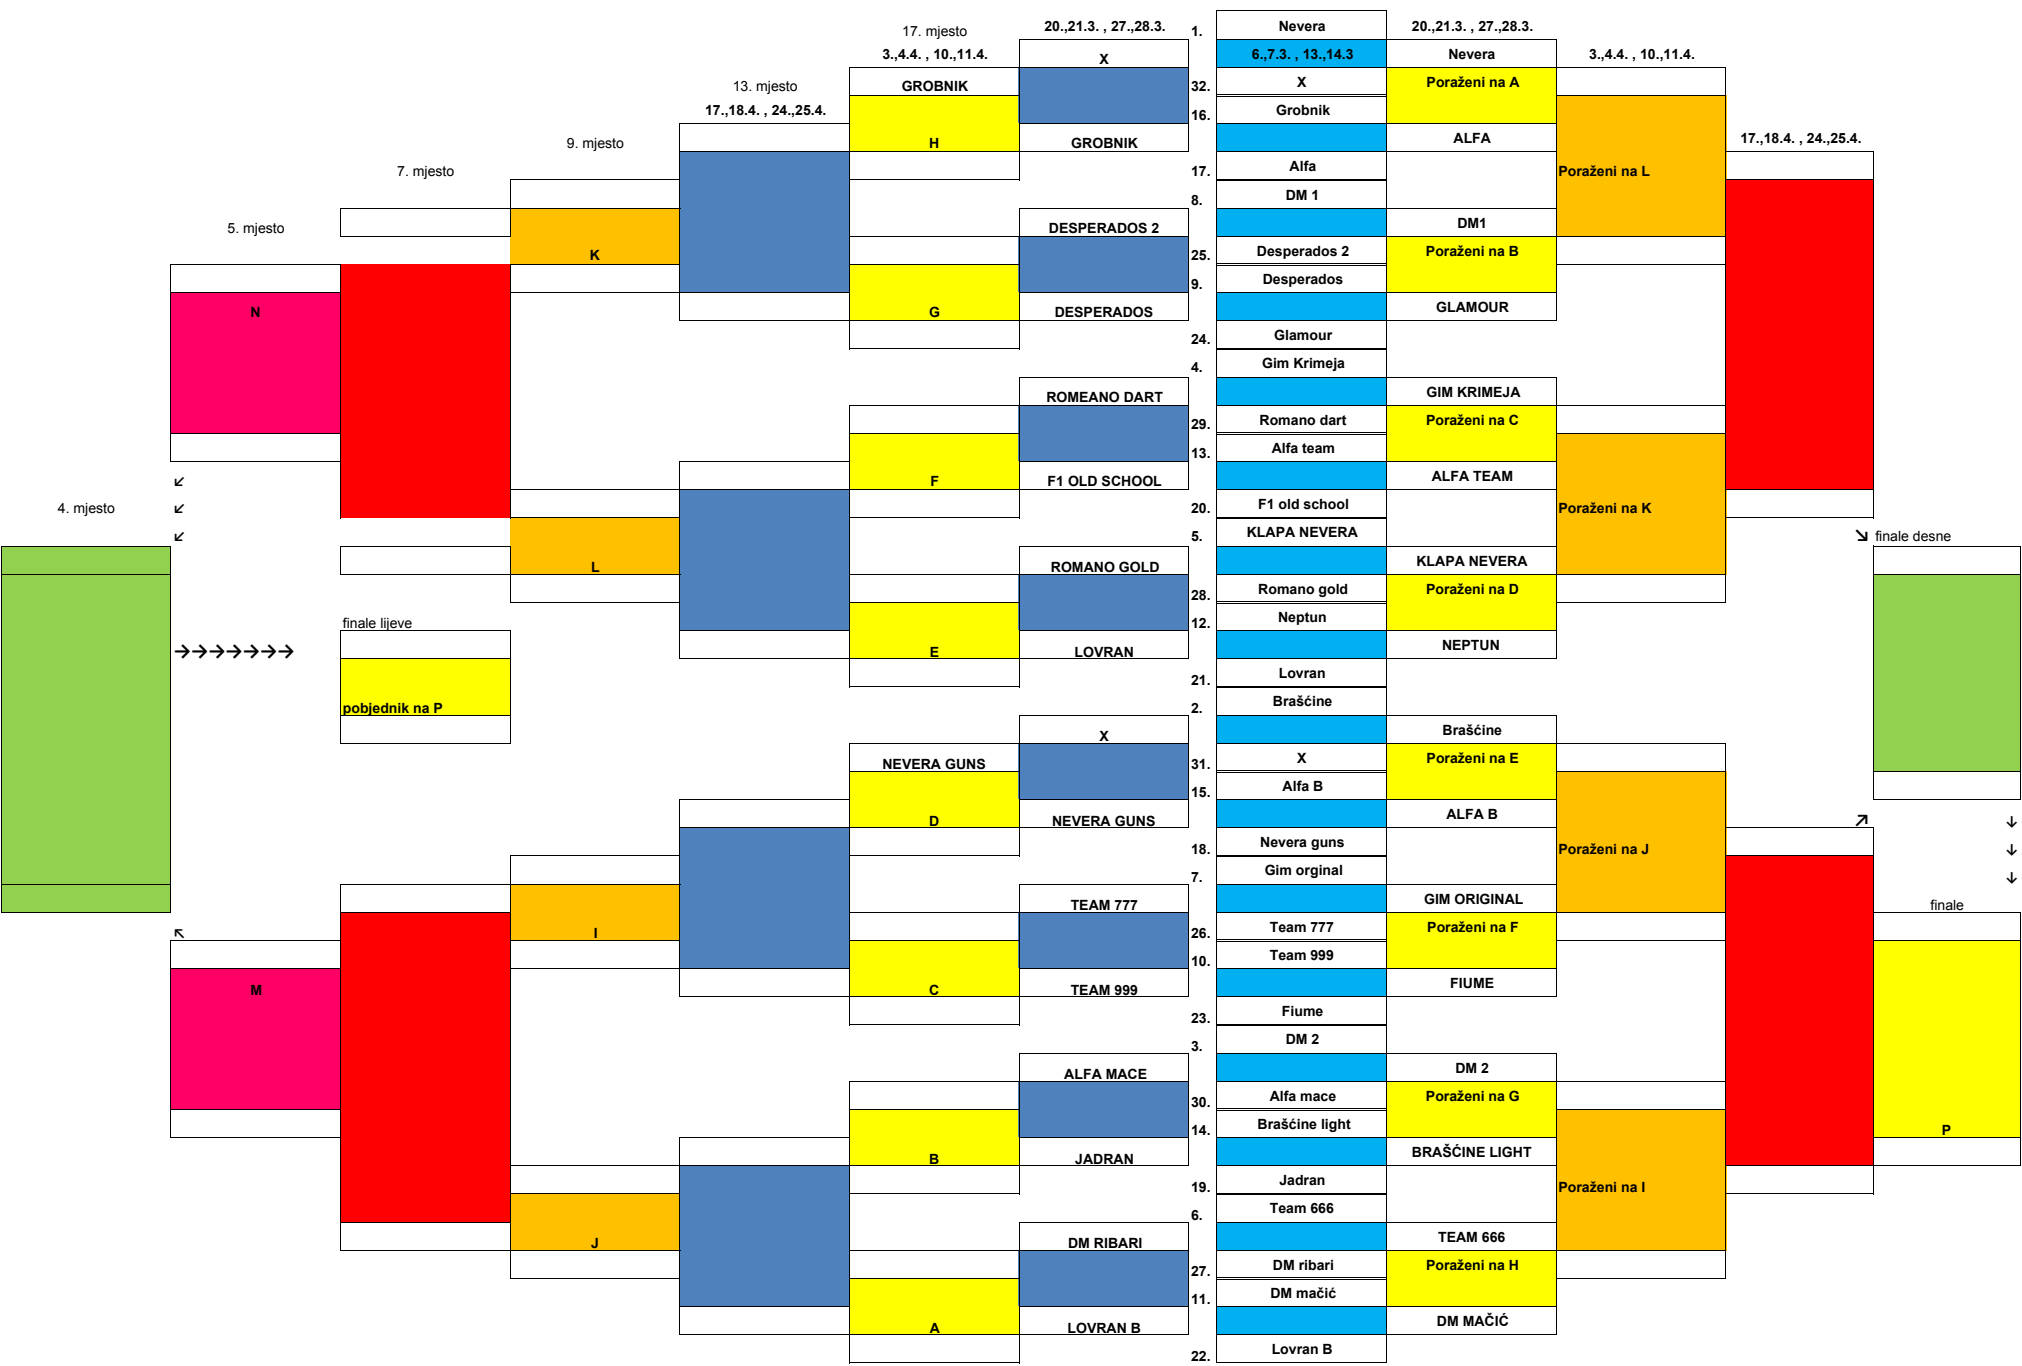 17. mjesto
20.,21.3. , 27.,28.3.
1.
Nevera
20.,21.3. , 27.,28.3.
3.,4.4. , 10.,11.4.
X
6.,7.3. , 13.,14.3
Nevera
3.,4.4. , 10.,11.4.
13. mjesto
GROBNIK
32.
X
Poraženi na A
17.,18.4. , 24.,25.4.
16.
Grobnik
9. mjesto
H
GROBNIK
ALFA
17.,18.4. , 24.,25.4.
7. mjesto
17.
Alfa
Poraženi na L
8.
DM 1
5. mjesto
DESPERADOS 2
DM1
K
25.
Desperados 2
Poraženi na B
9.
Desperados
N
G
DESPERADOS
GLAMOUR
24.
Glamour
4.
Gim Krimeja
ROMEANO DART
GIM KRIMEJA
29.
Romano dart
Poraženi na C
13.
Alfa team
↙
F
F1 OLD SCHOOL
ALFA TEAM
4. mjesto
↙
20.
F1 old school
Poraženi na K
↙
5.
KLAPA NEVERA
↘ finale desne
L
ROMANO GOLD
KLAPA NEVERA
28.
Romano gold
Poraženi na D
finale lijeve
12.
Neptun
→→→→→→→
E
LOVRAN
NEPTUN
21.
Lovran
pobjednik na P
2.
Brašćine
X
Brašćine
NEVERA GUNS
31.
X
Poraženi na E
15.
Alfa B
D
NEVERA GUNS
ALFA B
↗
↓
18.
Nevera guns
Poraženi na J
↓
7.
Gim orginal
↓
TEAM 777
GIM ORIGINAL
finale
↖
I
26.
Team 777
Poraženi na F
10.
Team 999
M
C
TEAM 999
FIUME
23.
Fiume
3.
DM 2
ALFA MACE
DM 2
30.
Alfa mace
Poraženi na G
14.
Brašćine light
P
B
JADRAN
BRAŠĆINE LIGHT
19.
Jadran
Poraženi na I
6.
Team 666
J
DM RIBARI
TEAM 666
27.
DM ribari
Poraženi na H
11.
DM mačić
A
LOVRAN B
DM MAČIĆ
22.
Lovran B